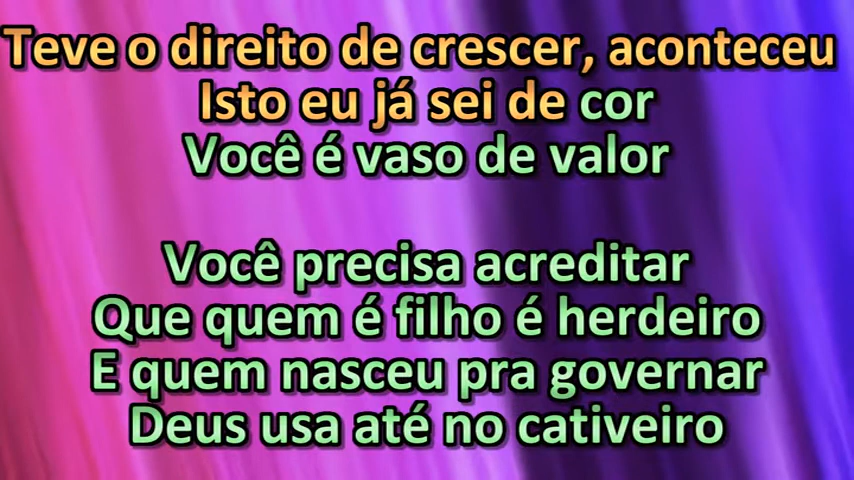 Teve o direito de crescer, aconteceu
Isto eu já sei de cor
Você é vaso de valor
Você precisa acreditar
Que quem é filho é herdeiro
E quem nasceu pra governar
Deus usa até no cativeiro